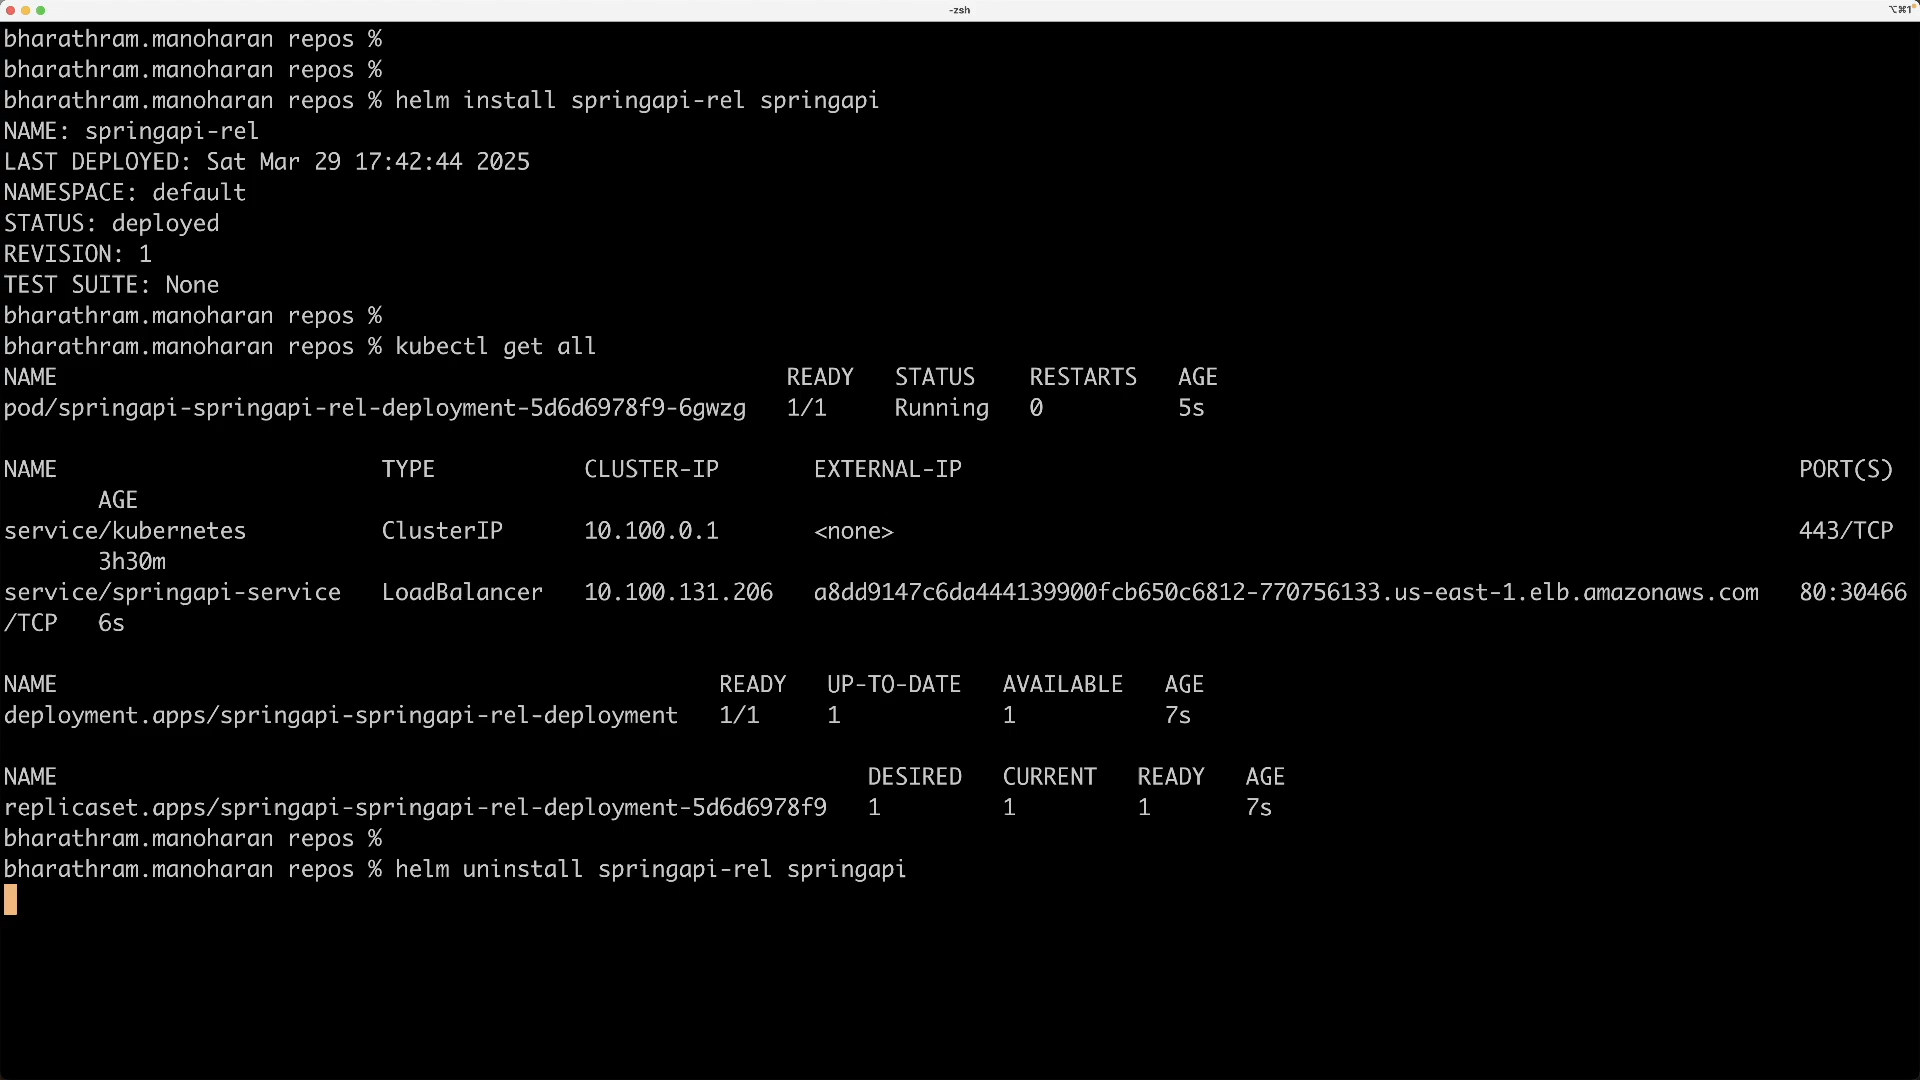 -zsh
⌥⌘1
bharathram.manoharan repos %
bharathram.manoharan repos %
bharathram.manoharan repos % helm install springapi-rel springapi
NAME: springapi-rel
LAST DEPLOYED: Sat Mar 29 17:42:44 2025
NAMESPACE: default
STATUS: deployed
REVISION: 1
TEST SUITE: None
bharathram.manoharan repos %
bharathram.manoharan repos % kubectl get all
NAME READY STATUS RESTARTS AGE
pod/springapi-springapi-rel-deployment-5d6d6978f9-6gwzg 1/1 Running 0 5s
NAME TYPE CLUSTER-IP EXTERNAL-IP PORT(S)
AGE
service/kubernetes ClusterIP 10.100.0.1 <none> 443/TCP
3h30m
service/springapi-service LoadBalancer 10.100.131.206 a8dd9147c6da444139900fcb650c6812-770756133.us-east-1.elb.amazonaws.com 80:30466
/TCP 6s
NAME READY UP-TO-DATE AVAILABLE AGE
deployment.apps/springapi-springapi-rel-deployment 1/1 1 1 7s
NAME DESIRED CURRENT READY AGE
replicaset.apps/springapi-springapi-rel-deployment-5d6d6978f9 1 1 1 7s
bharathram.manoharan repos %
bharathram.manoharan repos % helm uninstall springapi-rel springapi